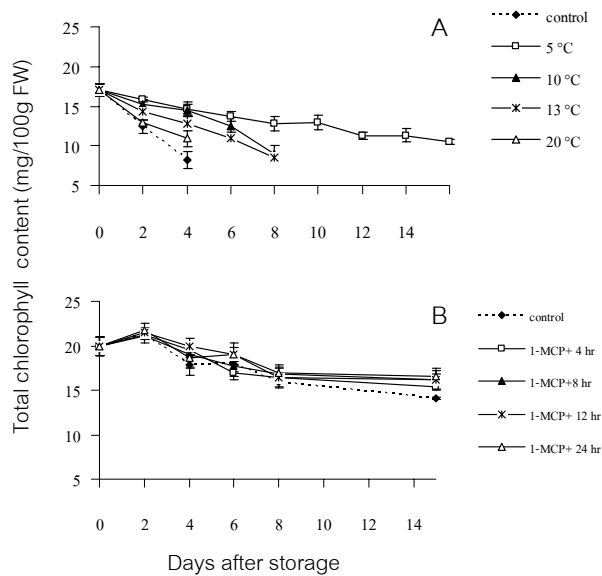 A
25
20
15
10
5
0 2 4 6 8 10 12 14
control
5 °C
10 °C
13 °C
20 °C
Total chlorophyll content (mg/100g FW)
B
25
20
15
10
5
0 2 4 6 8 10 12 14
control
1-MCP+ 4 hr
1-MCP+8 hr
1-MCP+ 12 hr
1-MCP+ 24 hr
Days after storage